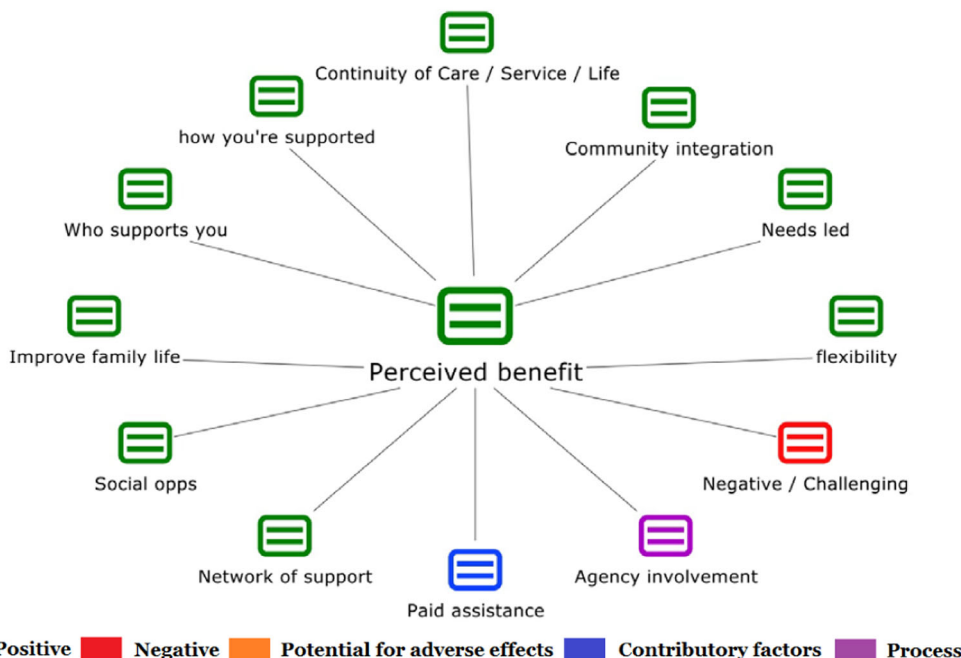 Continuity of Care / Service / Life
how you're supported
Community integration
Who supports you
Needs led
Improve family life
flexibility
Perceived benefit
Social opps
Negative / Challenging
Network of support
Agency involvement
Paid assistance
Positive Negative Potential for adverse effects Contributory factors Process